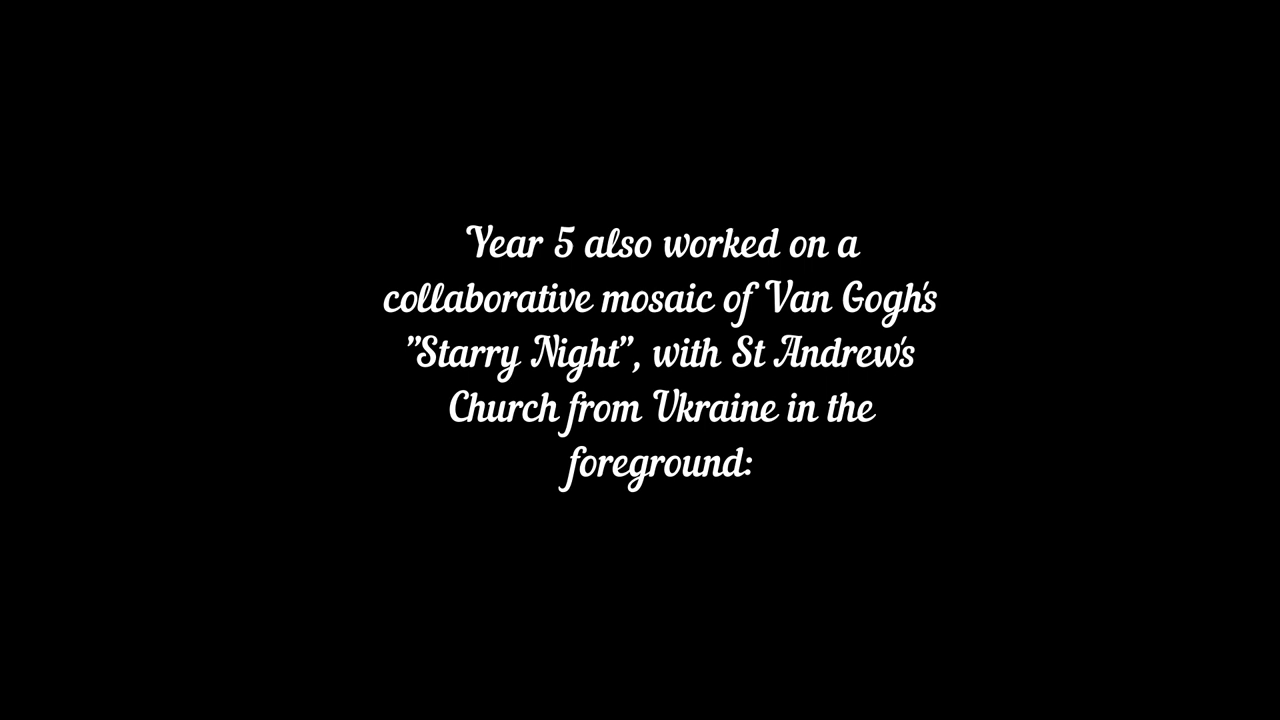 Year 5 also worked on a
collaborative mosaic of Van Gogh's
"Starry Night", with St Andrew's
Church from Ukraine in the
foreground: